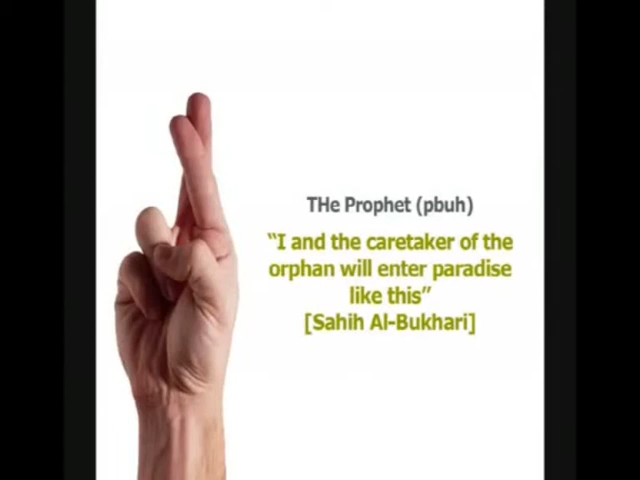 THe Prophet (pbuh)
“I and the caretaker of the
orphan will enter paradise
like this”
[Sahih Al-Bukhari]